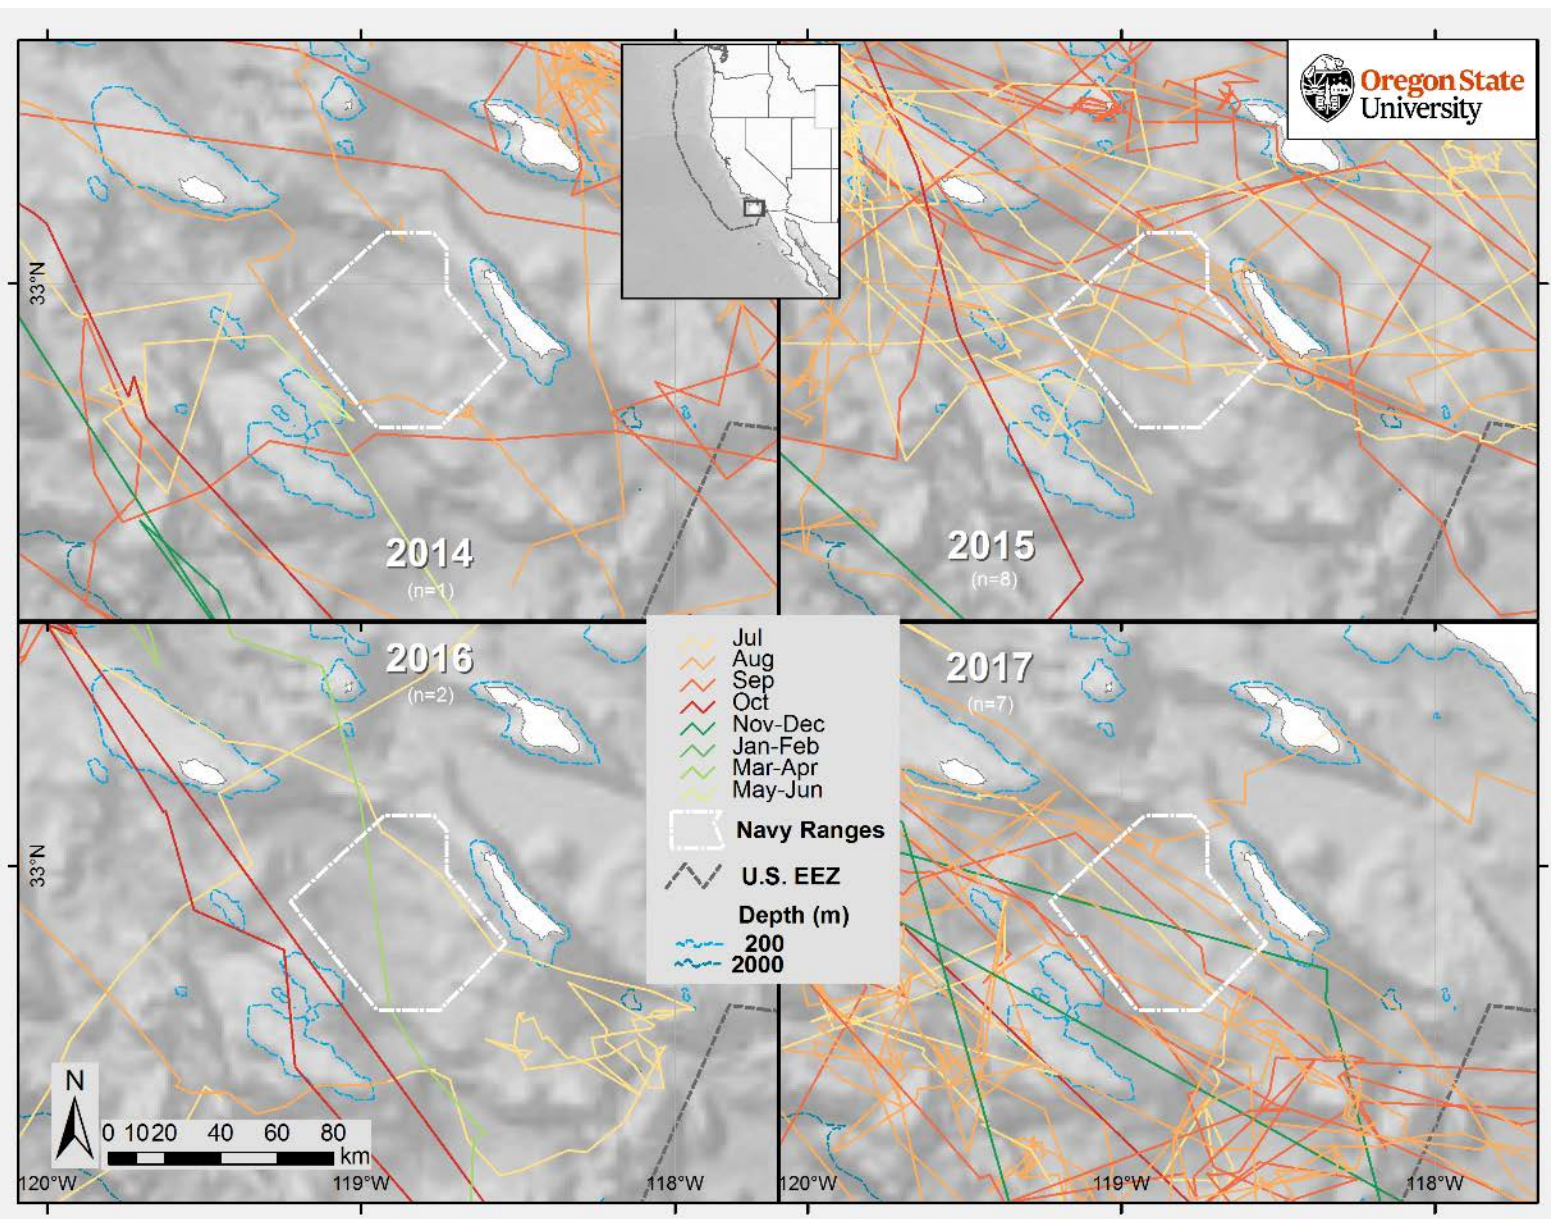 Oregon State
University
33°N
2014
(n=1)
2015
(n=8)
2016
(n=2)
2017
(n=7)
Jul
Aug
Sep
Oct
Nov-Dec
Jan-Feb
Mar-Apr
May-Jun
Navy Ranges
U.S. EEZ
Depth (m)
200
2000
33°N
N
0 10 20 40 60 80
km
120°W 119°W 118°W 120°W 119°W 118°W